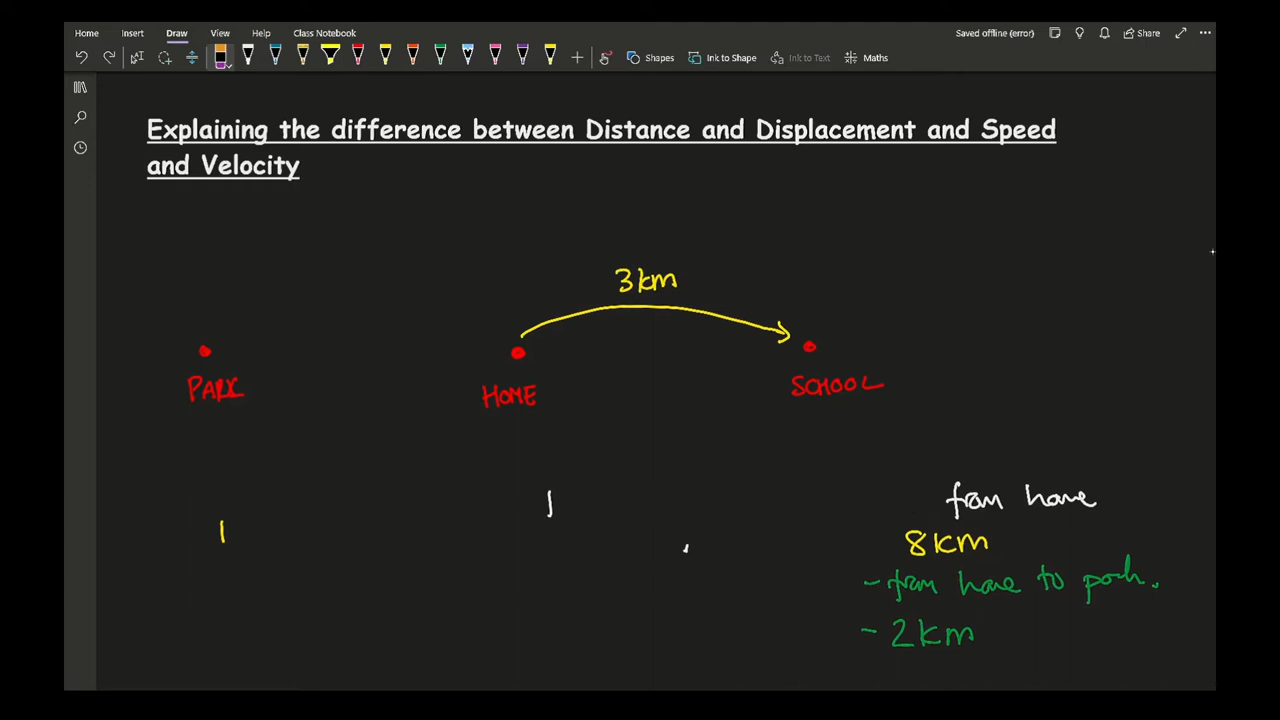 Home Insert Draw View Help Class Notebook
Saved offline (error) Share
Shapes Ink to Shape Ink to Text Maths
Explaining the difference between Distance and Displacement and Speed
and Velocity
3km
PARK HOME SCHOOL
from home
8km
- from home to park.
- 2km